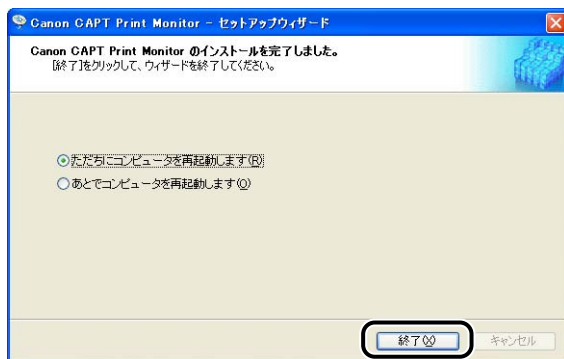 Canon CAPT Print Monitor - セットアップウィザード
Canon CAPT Print Monitor のインストールを完了しました。
[終了]をクリックして、ウィザードを終了してください。
ただちにコンピュータを再起動します(R)
あとでコンピュータを再起動します(O)
終了(X)
キャンセル